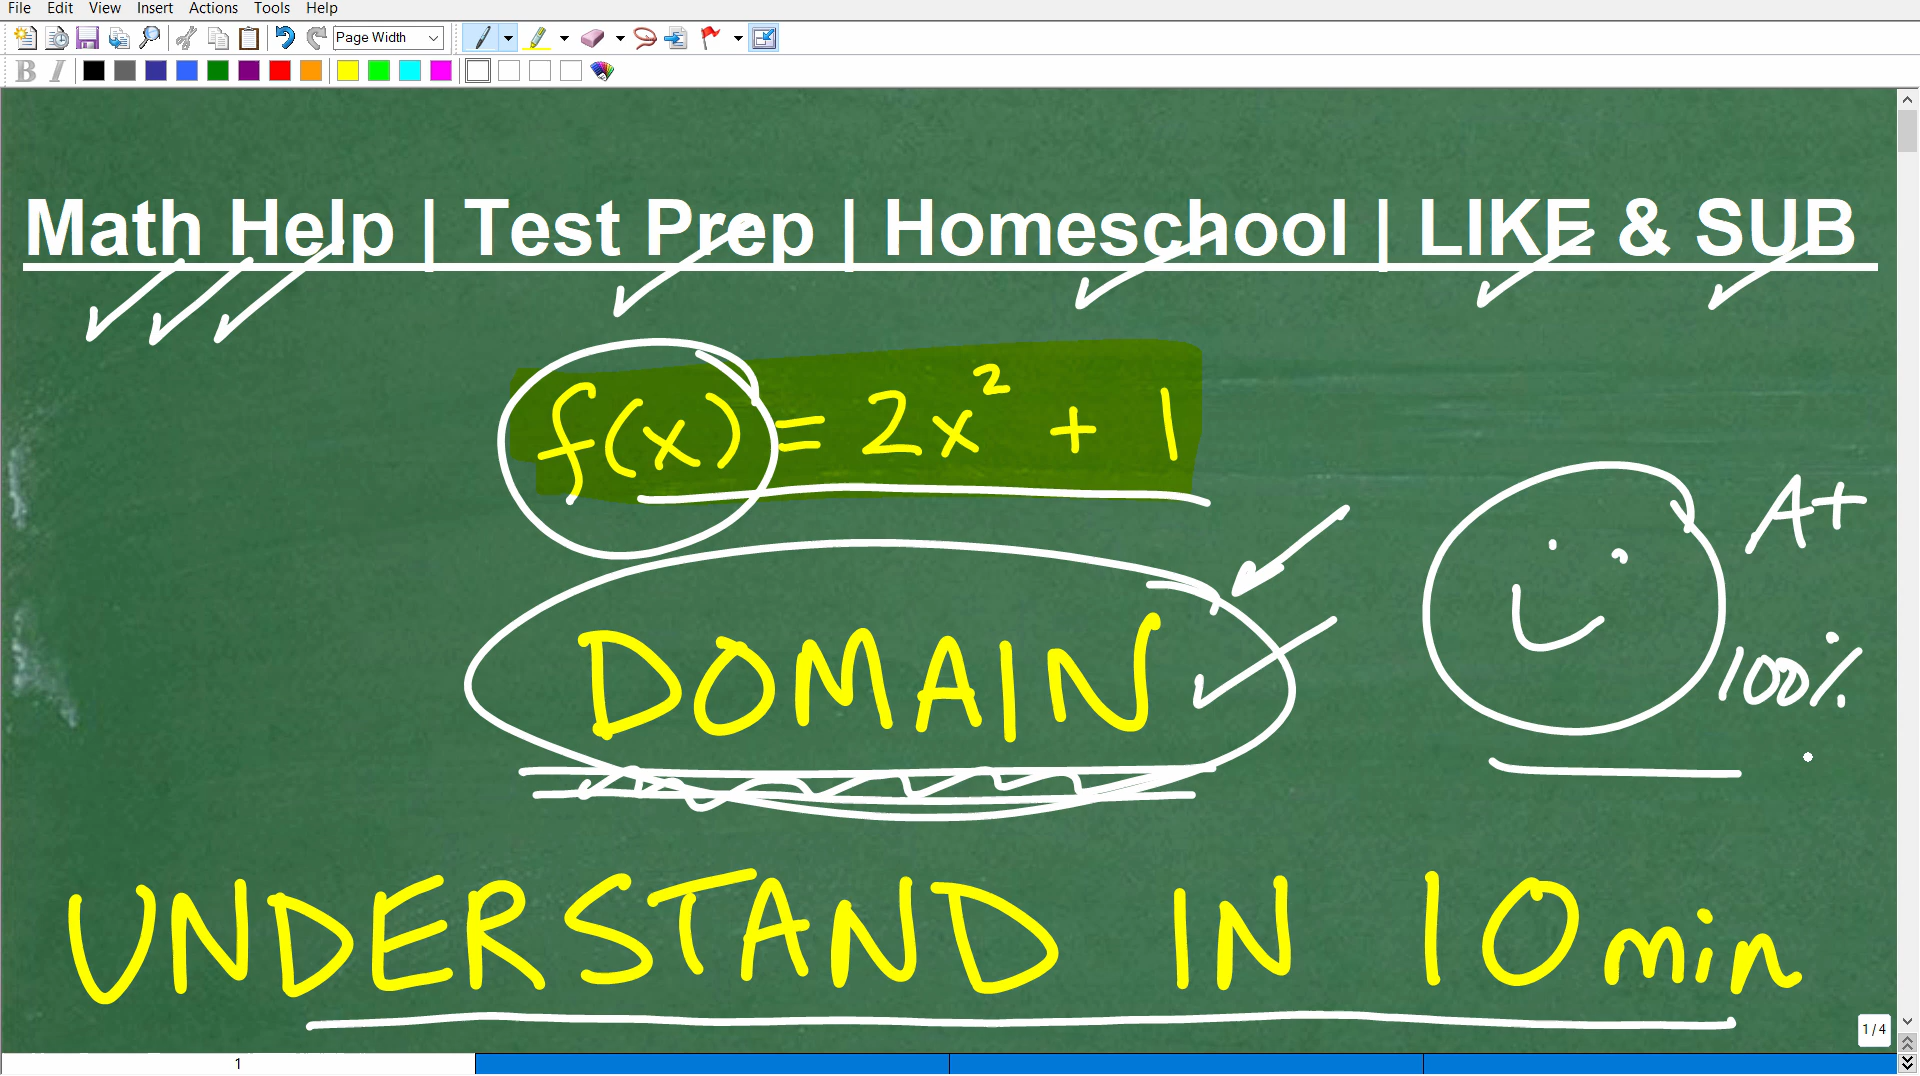 File Edit View Insert Actions Tools Help
Page Width
B I
Math Help | Test Prep | Homeschool | LIKE & SUB
f(x) = 2x² + 1
A+
DOMAIN
100%
UNDERSTAND IN 10 min
1 / 4
1